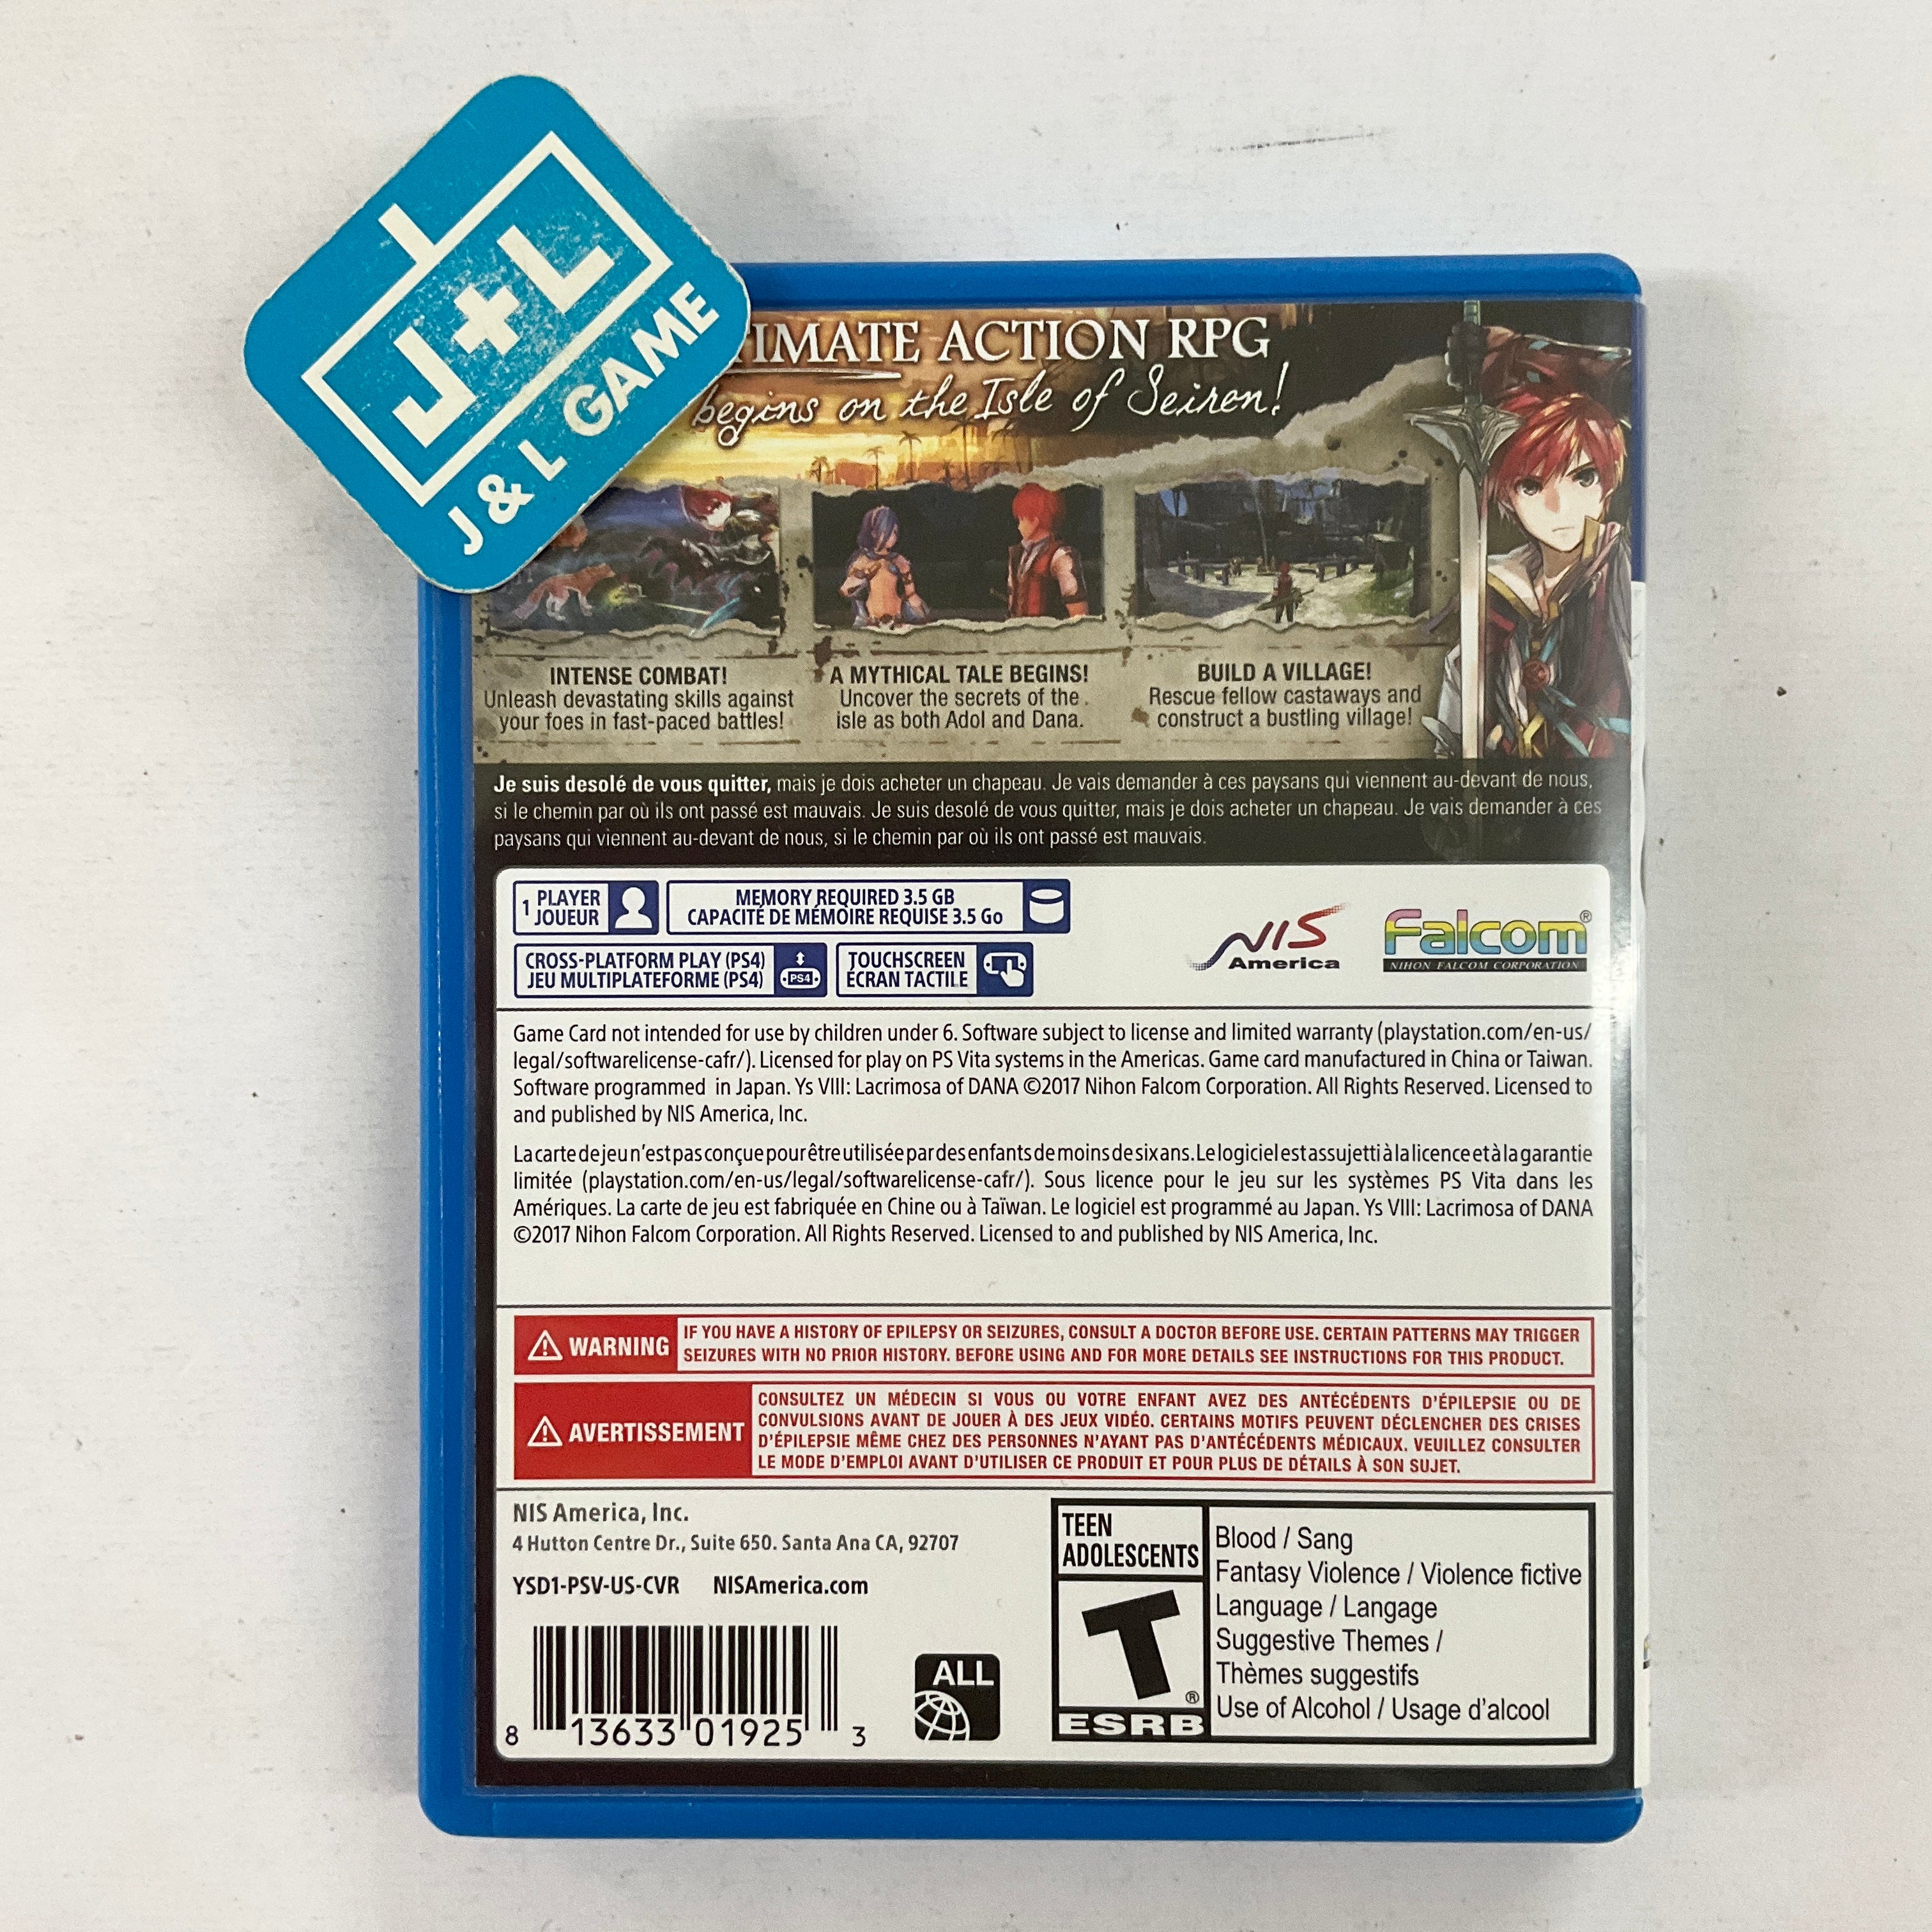 J+L
J & L GAME
TIMATE ACTION RPG
begins on the Isle of Seiren!
INTENSE COMBAT!
Unleash devastating skills against
your foes in fast-paced battles!
A MYTHICAL TALE BEGINS!
Uncover the secrets of the
isle as both Adol and Dana.
BUILD A VILLAGE!
Rescue fellow castaways and
construct a bustling village!
Je suis desolé de vous quitter, mais je dois acheter un chapeau. Je vais demander à ces paysans qui viennent au-devant de nous,
si le chemin par où ils ont passé est mauvais. Je suis desolé de vous quitter, mais je dois acheter un chapeau. Je vais demander à ces
paysans qui viennent au-devant de nous, si le chemin par où ils ont passé est mauvais.
1 PLAYER
JOUEUR
MEMORY REQUIRED 3.5 GB
CAPACITÉ DE MÉMOIRE REQUISE 3.5 Go
CROSS-PLATFORM PLAY (PS4)
JEU MULTIPLATEFORME (PS4)
PS4
TOUCHSCREEN
ÉCRAN TACTILE
NIS
America
Falcom®
NIHON FALCOM CORPORATION
Game Card not intended for use by children under 6. Software subject to license and limited warranty (playstation.com/en-us/
legal/softwarelicense-cafr/). Licensed for play on PS Vita systems in the Americas. Game card manufactured in China or Taiwan.
Software programmed in Japan. Ys VIII: Lacrimosa of DANA ©2017 Nihon Falcom Corporation. All Rights Reserved. Licensed to
and published by NIS America, Inc.
La carte de jeu n'est pas conçue pour être utilisée par des enfants de moins de six ans. Le logiciel est assujetti à la licence et à la garantie
limitée (playstation.com/en-us/legal/softwarelicense-cafr/). Sous licence pour le jeu sur les systèmes PS Vita dans les
Amériques. La carte de jeu est fabriquée en Chine ou à Taïwan. Le logiciel est programmé au Japan. Ys VIII: Lacrimosa of DANA
©2017 Nihon Falcom Corporation. All Rights Reserved. Licensed to and published by NIS America, Inc.
WARNING
IF YOU HAVE A HISTORY OF EPILEPSY OR SEIZURES, CONSULT A DOCTOR BEFORE USE. CERTAIN PATTERNS MAY TRIGGER
SEIZURES WITH NO PRIOR HISTORY. BEFORE USING AND FOR MORE DETAILS SEE INSTRUCTIONS FOR THIS PRODUCT.
AVERTISSEMENT
CONSULTEZ UN MÉDECIN SI VOUS OU VOTRE ENFANT AVEZ DES ANTÉCÉDENTS D'ÉPILEPSIE OU DE
CONVULSIONS AVANT DE JOUER À DES JEUX VIDÉO. CERTAINS MOTIFS PEUVENT DÉCLENCHER DES CRISES
D'ÉPILEPSIE MÊME CHEZ DES PERSONNES N'AYANT PAS D'ANTÉCÉDENTS MÉDICAUX. VEUILLEZ CONSULTER
LE MODE D'EMPLOI AVANT D'UTILISER CE PRODUIT ET POUR PLUS DE DÉTAILS À SON SUJET.
NIS America, Inc.
4 Hutton Centre Dr., Suite 650. Santa Ana CA, 92707
YSD1-PSV-US-CVR NISAmerica.com
8 13633 01925 3
ALL
TEEN
ADOLESCENTS
T®
ESRB
Blood / Sang
Fantasy Violence / Violence fictive
Language / Langage
Suggestive Themes /
Thèmes suggestifs
Use of Alcohol / Usage d'alcool